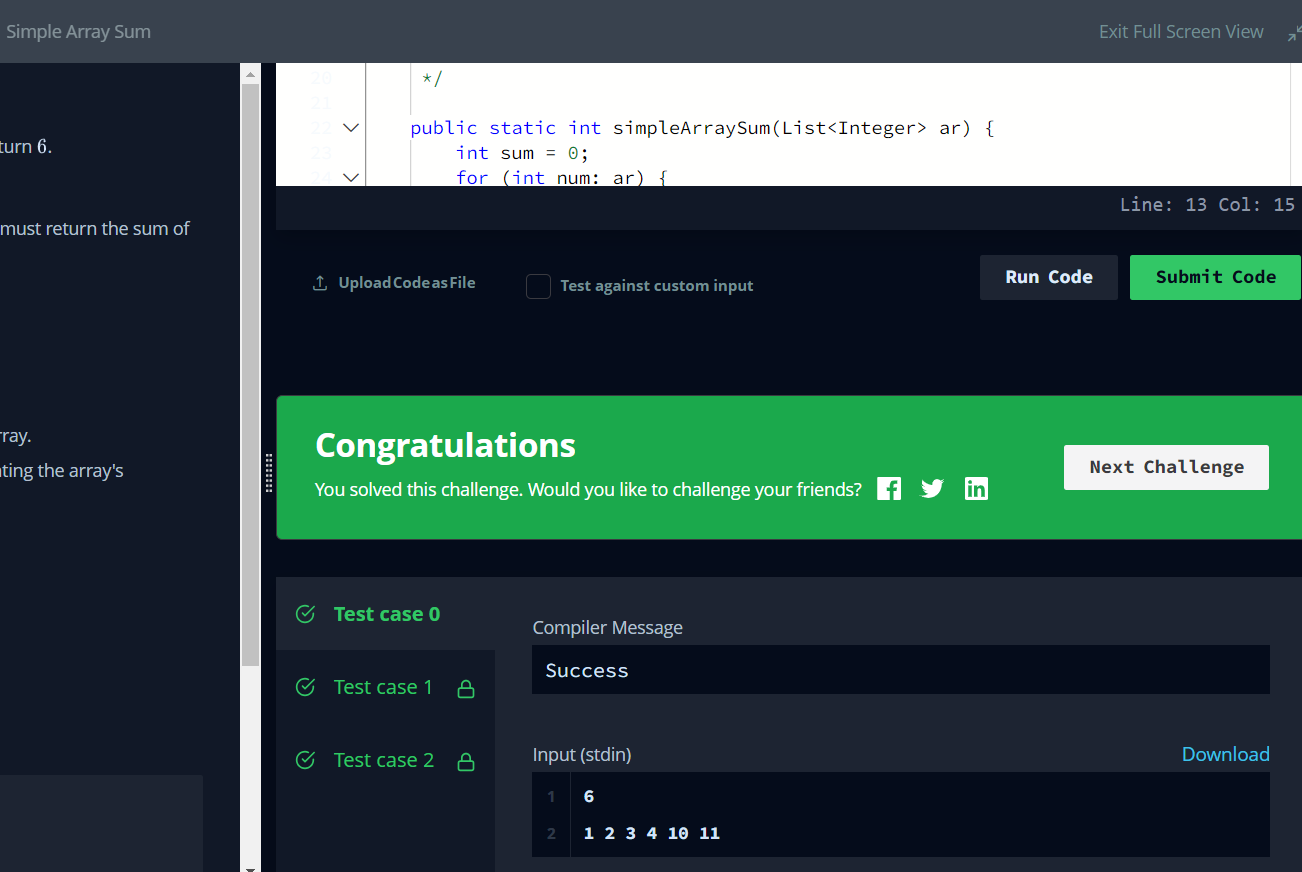 Simple Array Sum
Exit Full Screen View
turn 6.
must return the sum of
rray.
ting the array's
20 */
21
22 public static int simpleArraySum(List<Integer> ar) {
23 int sum = 0;
24 for (int num: ar) {
Line: 13 Col: 15
Upload Code as File
Test against custom input
Run Code
Submit Code
Congratulations
You solved this challenge. Would you like to challenge your friends?
Next Challenge
Test case 0
Test case 1
Test case 2
Compiler Message
Success
Input (stdin)
Download
1 6
2 1 2 3 4 10 11